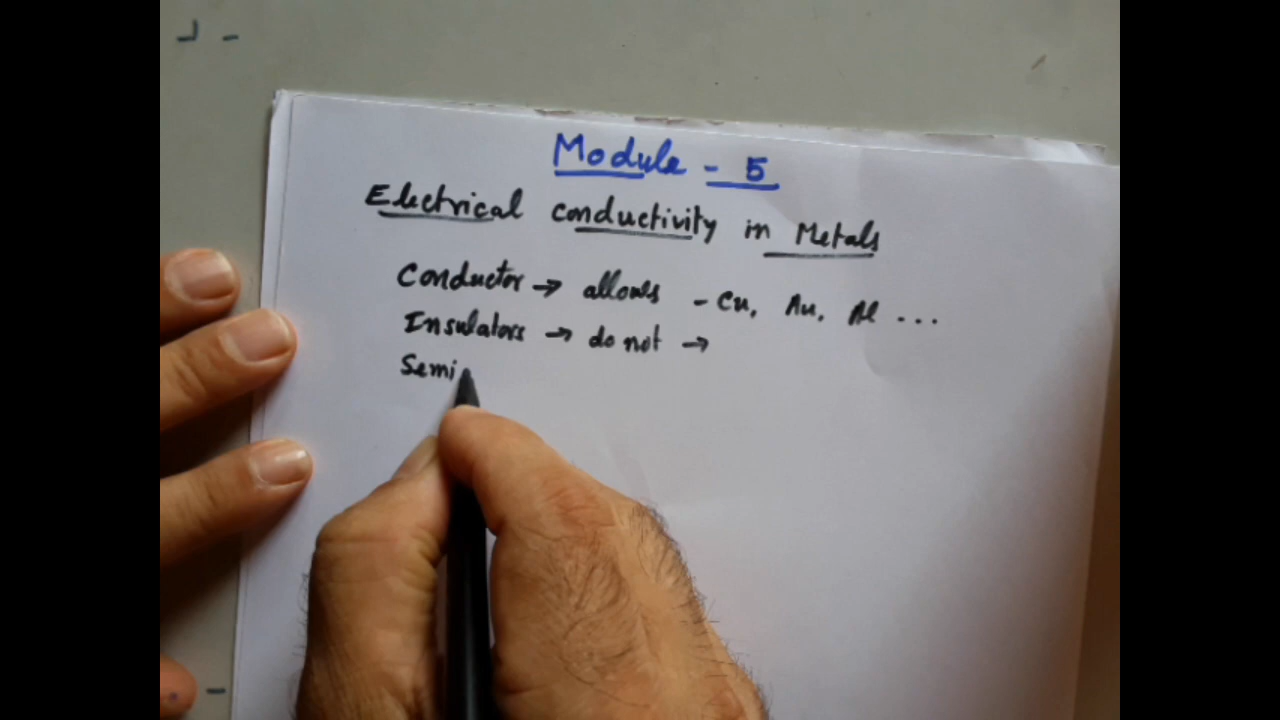 Module - 5
Electrical conductivity in Metals
Conductor → allows - Cu, Au, Al ...
Insulators → do not →
Semi